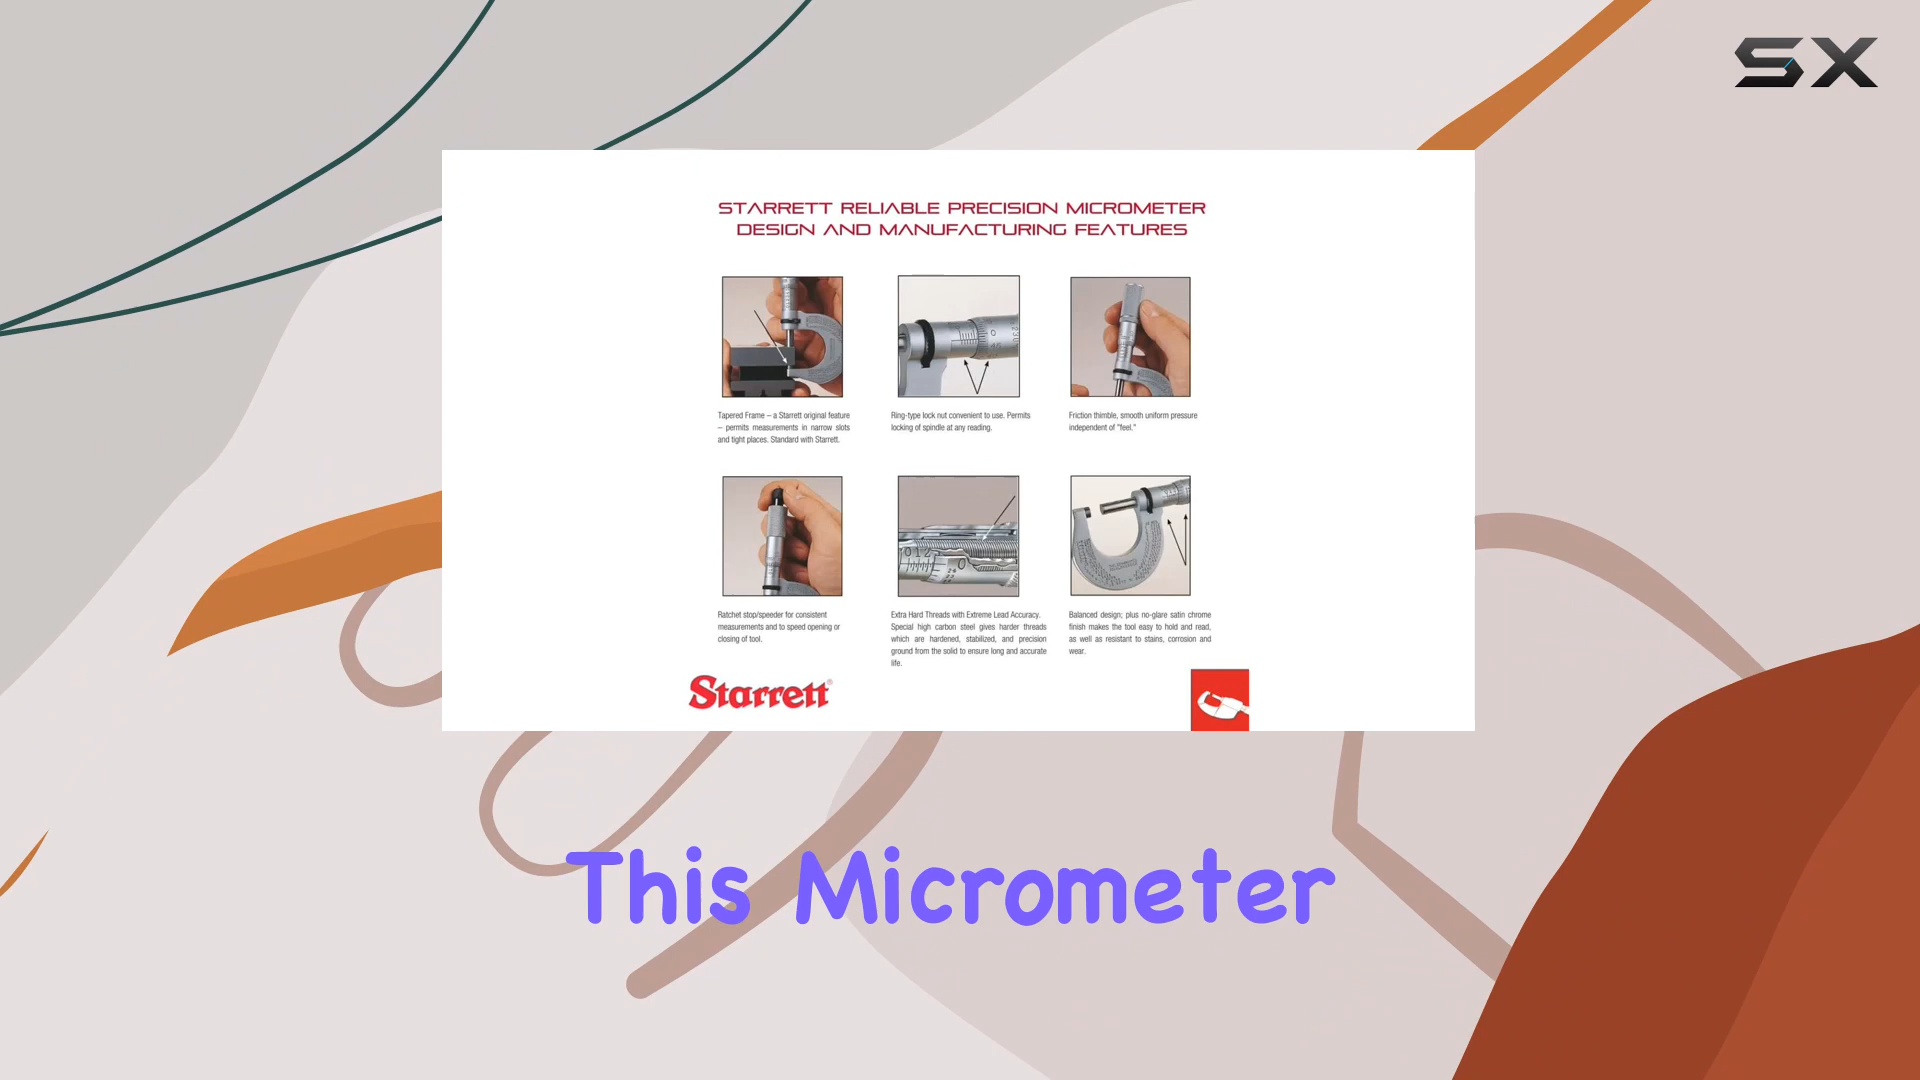 SX
STARRETT RELIABLE PRECISION MICROMETER
DESIGN AND MANUFACTURING FEATURES
Tapered Frame – a Starrett original feature
– permits measurements in narrow slots
and tight places. Standard with Starrett.
Ring-type lock nut convenient to use. Permits
locking of spindle at any reading.
Friction thimble, smooth uniform pressure
independent of "feel."
Ratchet stop/speeder for consistent
measurements and to speed opening or
closing of tool.
Extra Hard Threads with Extreme Lead Accuracy.
Special high carbon steel gives harder threads
which are hardened, stabilized, and precision
ground from the solid to ensure long and accurate
life.
Balanced design; plus no-glare satin chrome
finish makes the tool easy to hold and read,
as well as resistant to stains, corrosion and
wear.
Starrett®
This Micrometer